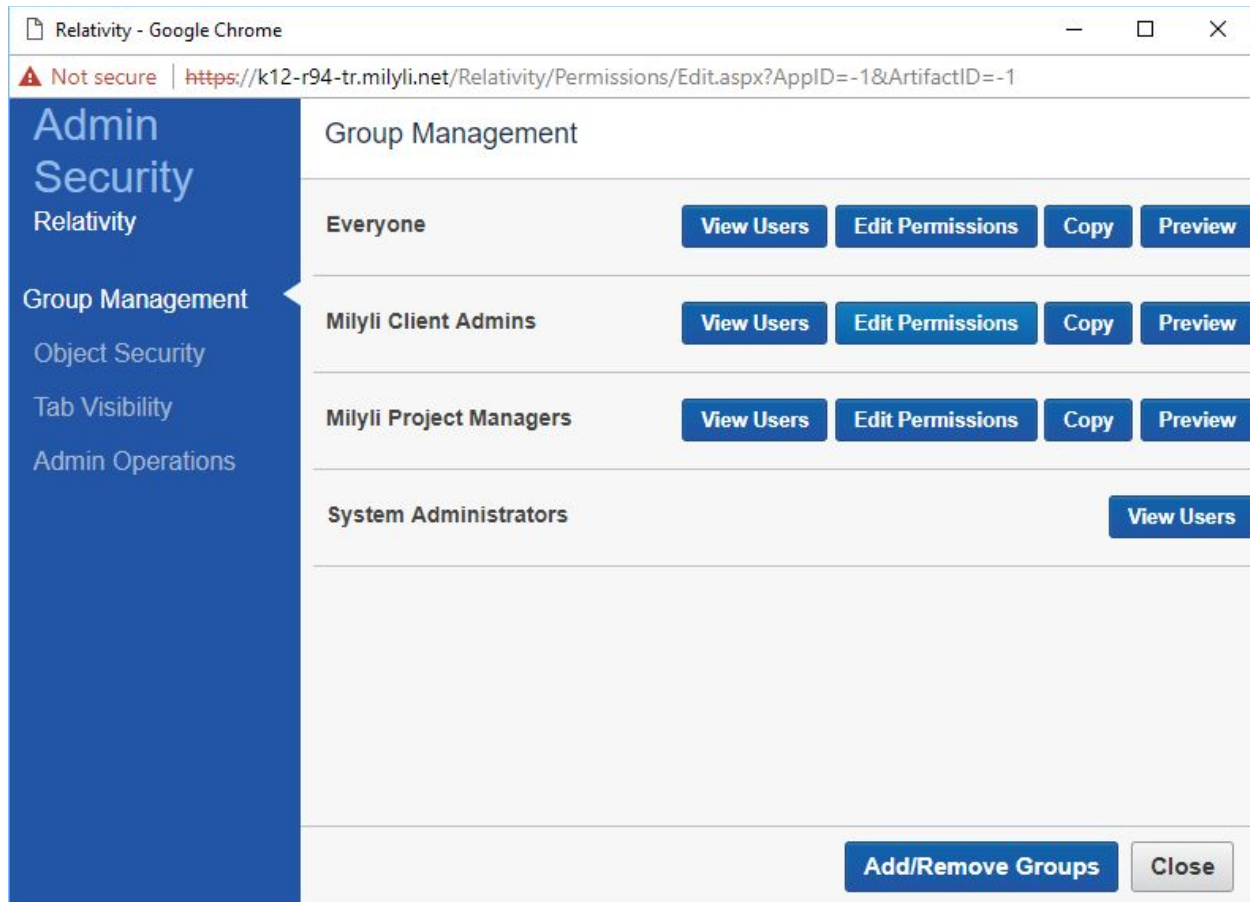 Relativity - Google Chrome
Not secure | https://k12-r94-tr.milyli.net/Relativity/Permissions/Edit.aspx?AppID=-1&ArtifactID=-1
Admin
Security
Relativity
Group Management
Object Security
Tab Visibility
Admin Operations
Group Management
Everyone View Users Edit Permissions Copy Preview
Milyli Client Admins View Users Edit Permissions Copy Preview
Milyli Project Managers View Users Edit Permissions Copy Preview
System Administrators View Users
Add/Remove Groups Close